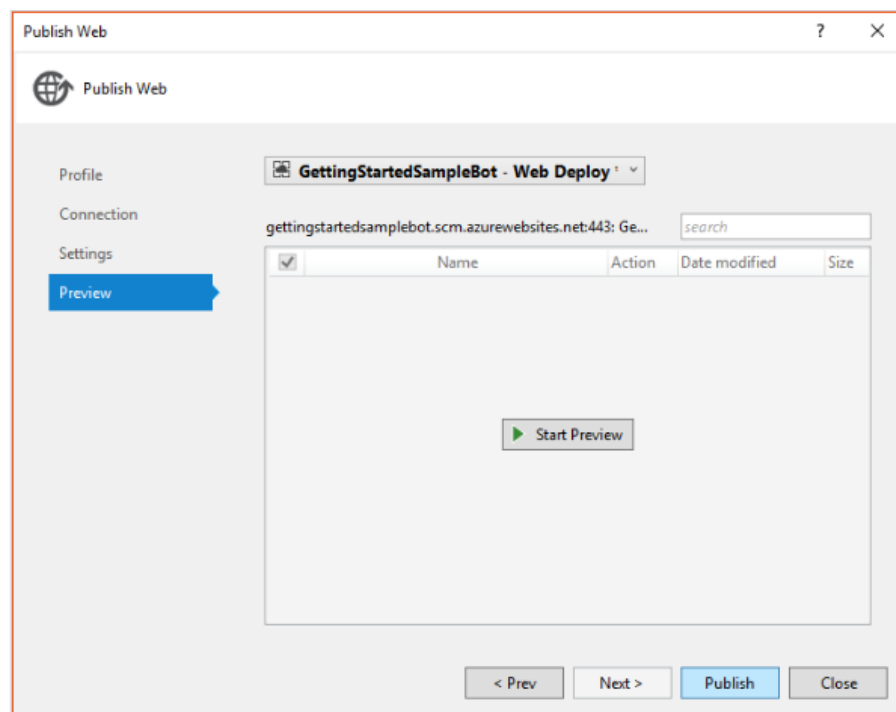 Publish Web
?
Publish Web
Profile
Connection
Settings
Preview
GettingStartedSampleBot - Web Deploy *
gettingstartedsamplebot.scm.azurewebsites.net:443: Ge...
search
Name Action Date modified Size
Start Preview
< Prev Next > Publish Close